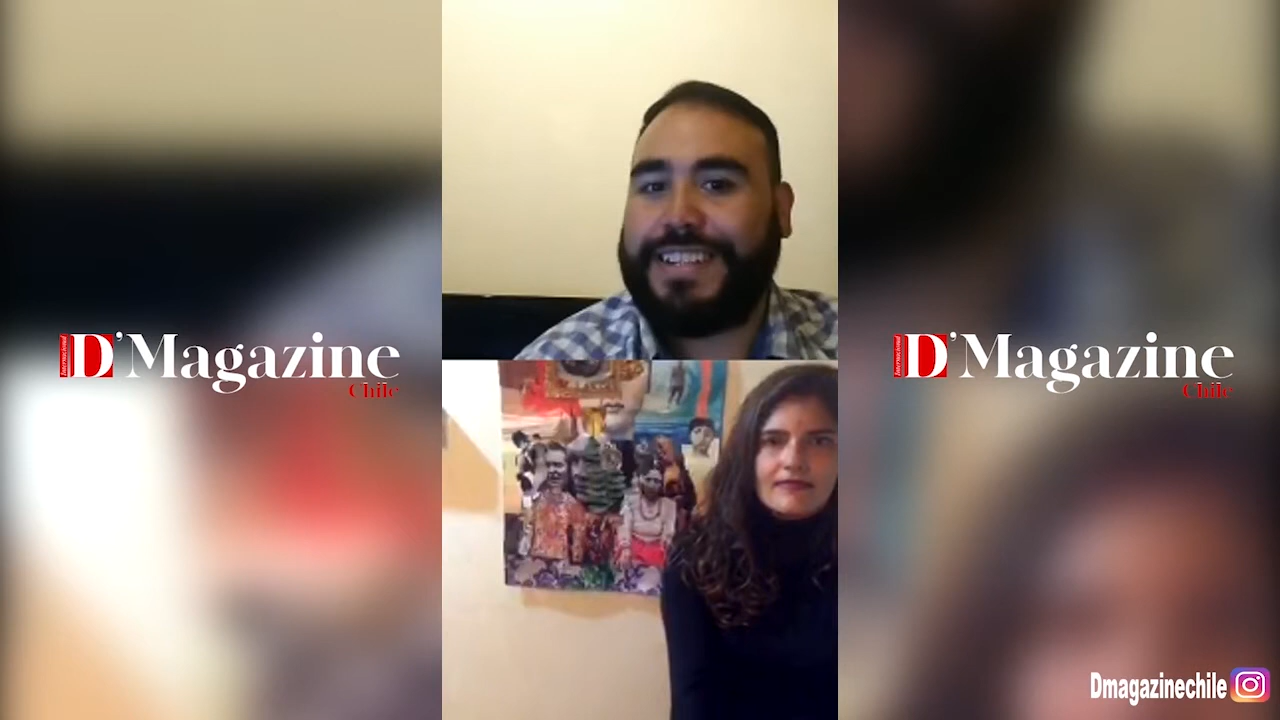 Internacional
D'Magazine
Chile
Internacional
D'Magazine
Chile
Dmagazinechile